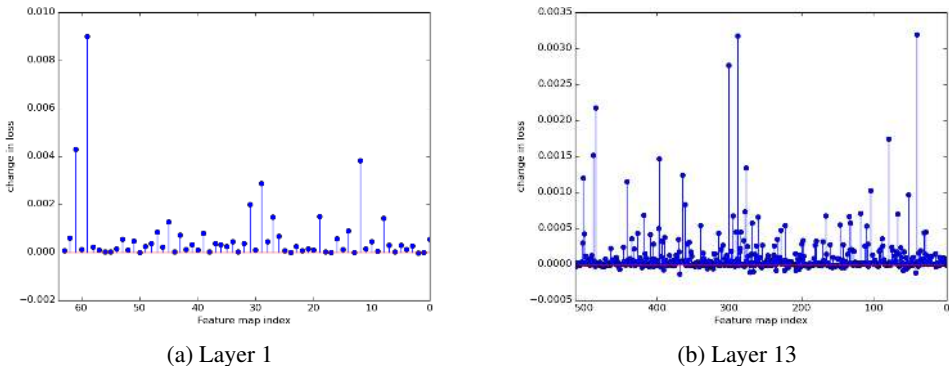 0.010
0.008
0.006
0.004
0.002
0.000
−0.002
change in loss
60 50 40 30 20 10 0
Feature map index
(a) Layer 1
0.0035
0.0030
0.0025
0.0020
0.0015
0.0010
0.0005
0.0000
−0.0005
change in loss
500 400 300 200 100 0
Feature map index
(b) Layer 13